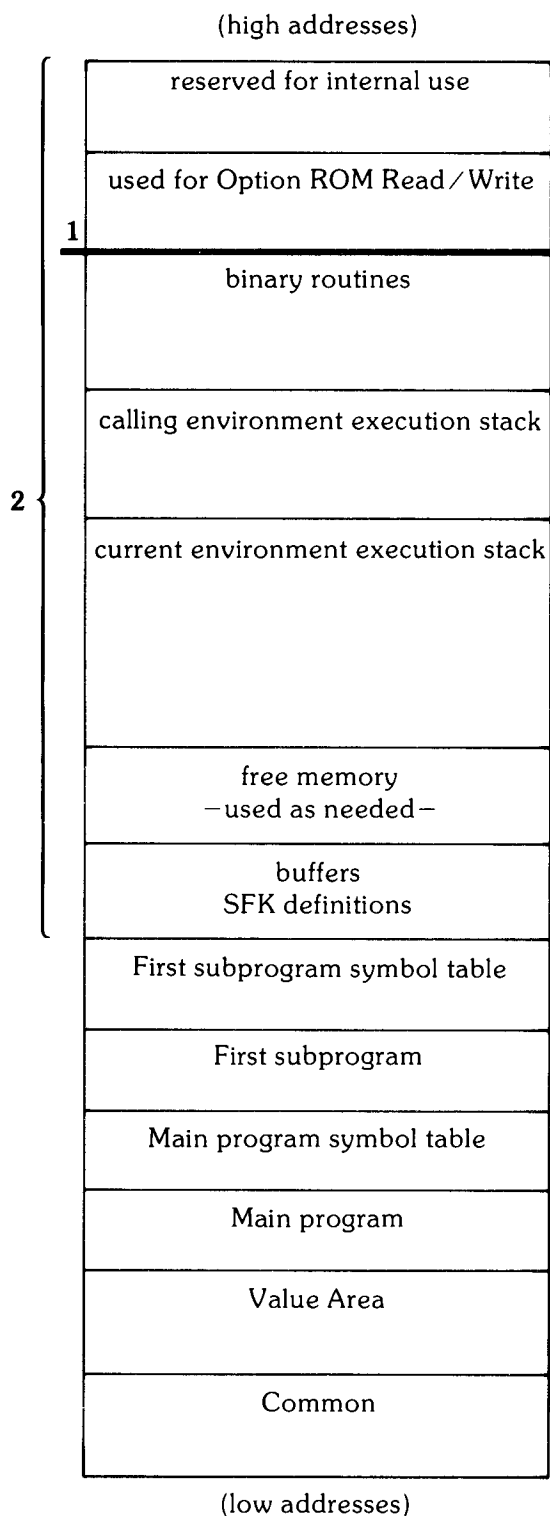 (high addresses)
reserved for internal use
used for Option ROM Read/Write
1
binary routines
calling environment execution stack
2
current environment execution stack
free memory
—used as needed—
buffers
SFK definitions
First subprogram symbol table
First subprogram
Main program symbol table
Main program
Value Area
Common
(low addresses)